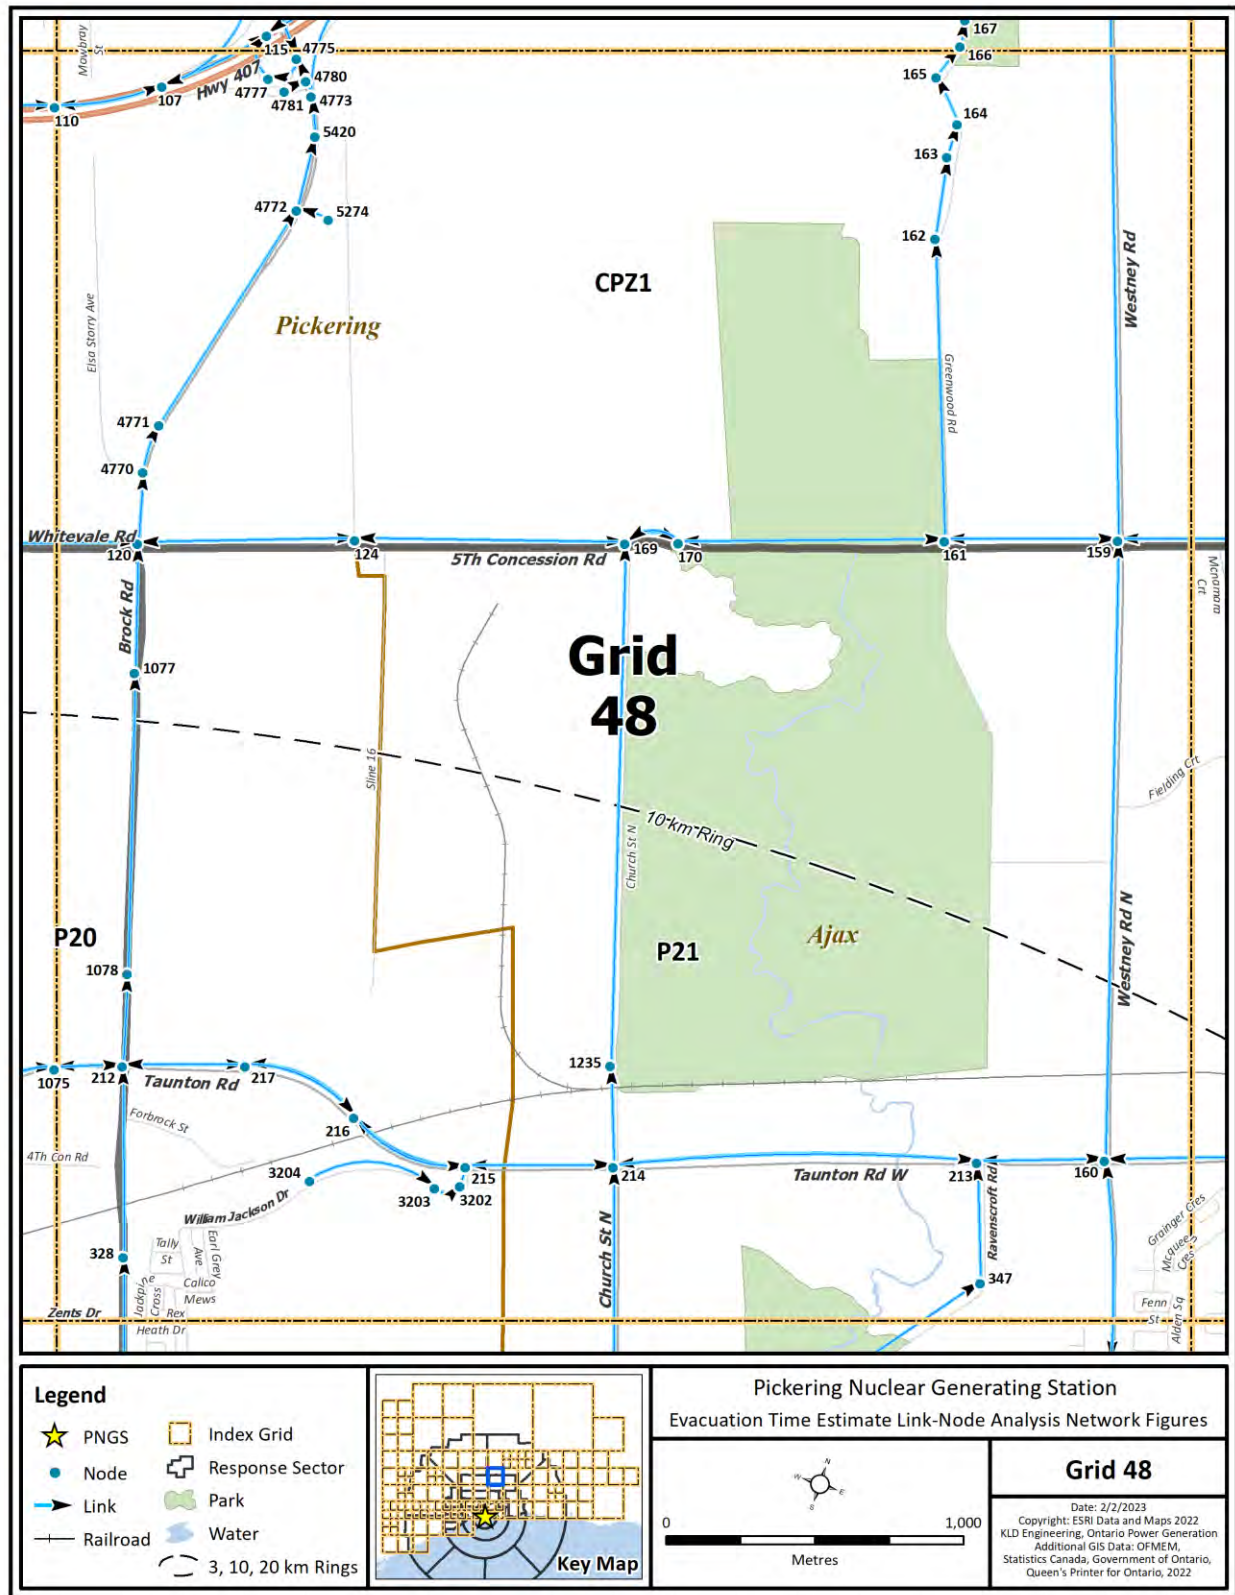 Mowbray
St
115
4775
167
166
Hwy 407
4780
4777
4781
4773
107
110
165
5420
164
163
4772
5274
162
CPZ1
Westney Rd
Pickering
Elsa Storry Ave
Greenwood Rd
4771
4770
Whitevale Rd
120
124
5Th Concession Rd
169
170
161
159
Mcnamara
Crt
Brock Rd
1077
Grid
48
Sline 16
10 km Ring
Church St N
Fielding Crt
P20
P21
Ajax
Westney Rd N
1078
1075
212
Taunton Rd
217
1235
Forbrock St
216
4Th Con Rd
3204
215
214
Taunton Rd W
213
160
3203
3202
William Jackson Dr
Ravenscroft Rd
Church St N
328
Tally
St
Earl Grey
Ave
Calico
Mews
Jackpine
Cross
Rex
Heath Dr
Zents Dr
347
Grainger Cres
Mcquee
Cres
Fenn
St
Alden Sq
Legend
PNGS
Node
Link
Railroad
Index Grid
Response Sector
Park
Water
3, 10, 20 km Rings
Key Map
Pickering Nuclear Generating Station
Evacuation Time Estimate Link-Node Analysis Network Figures
N
W
E
S
0
1,000
Metres
Grid 48
Date: 2/2/2023
Copyright: ESRI Data and Maps 2022
KLD Engineering, Ontario Power Generation
Additional GIS Data: OFMEM,
Statistics Canada, Government of Ontario,
Queen's Printer for Ontario, 2022